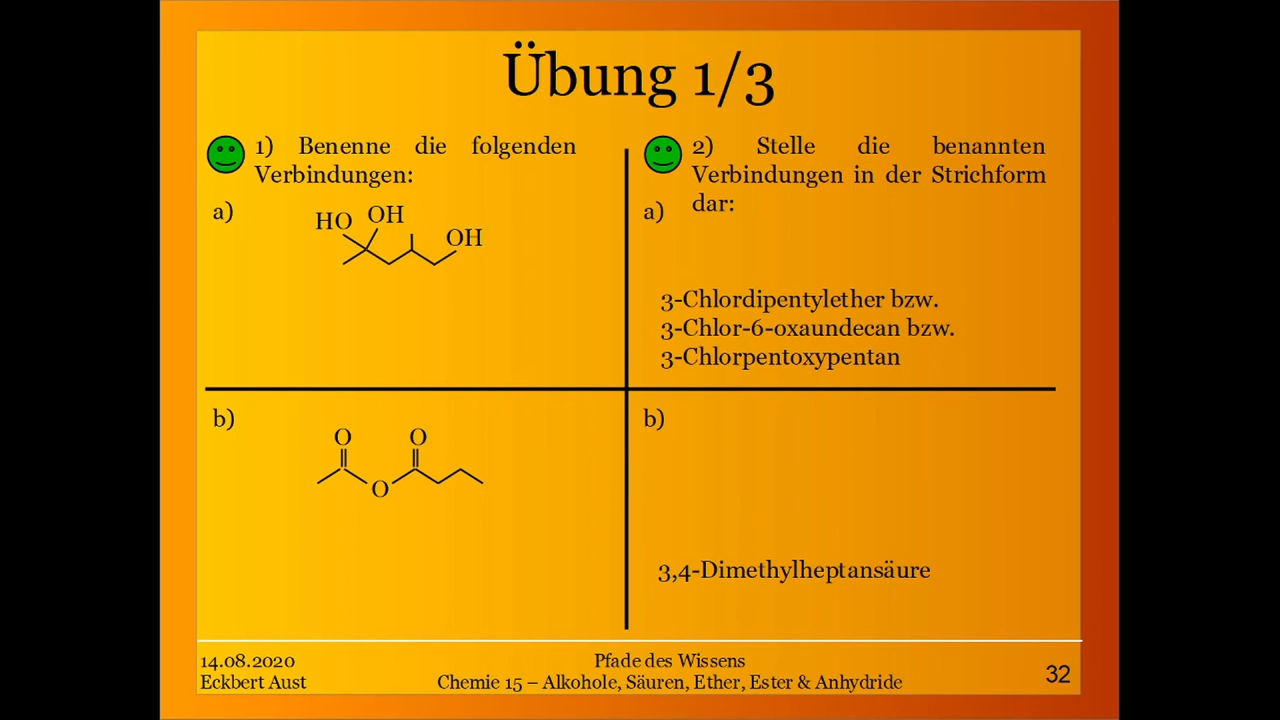 Übung 1/3
1) Benenne die folgenden
Verbindungen:
a)
HO OH
OH
b)
O O
O
2) Stelle die benannten
Verbindungen in der Strichform
dar:
a)
3-Chlordipentylether bzw.
3-Chlor-6-oxaundecan bzw.
3-Chlorpentoxypentan
b)
3,4-Dimethylheptansäure
14.08.2020
Eckbert Aust
Pfade des Wissens
Chemie 15 – Alkohole, Säuren, Ether, Ester & Anhydride
32